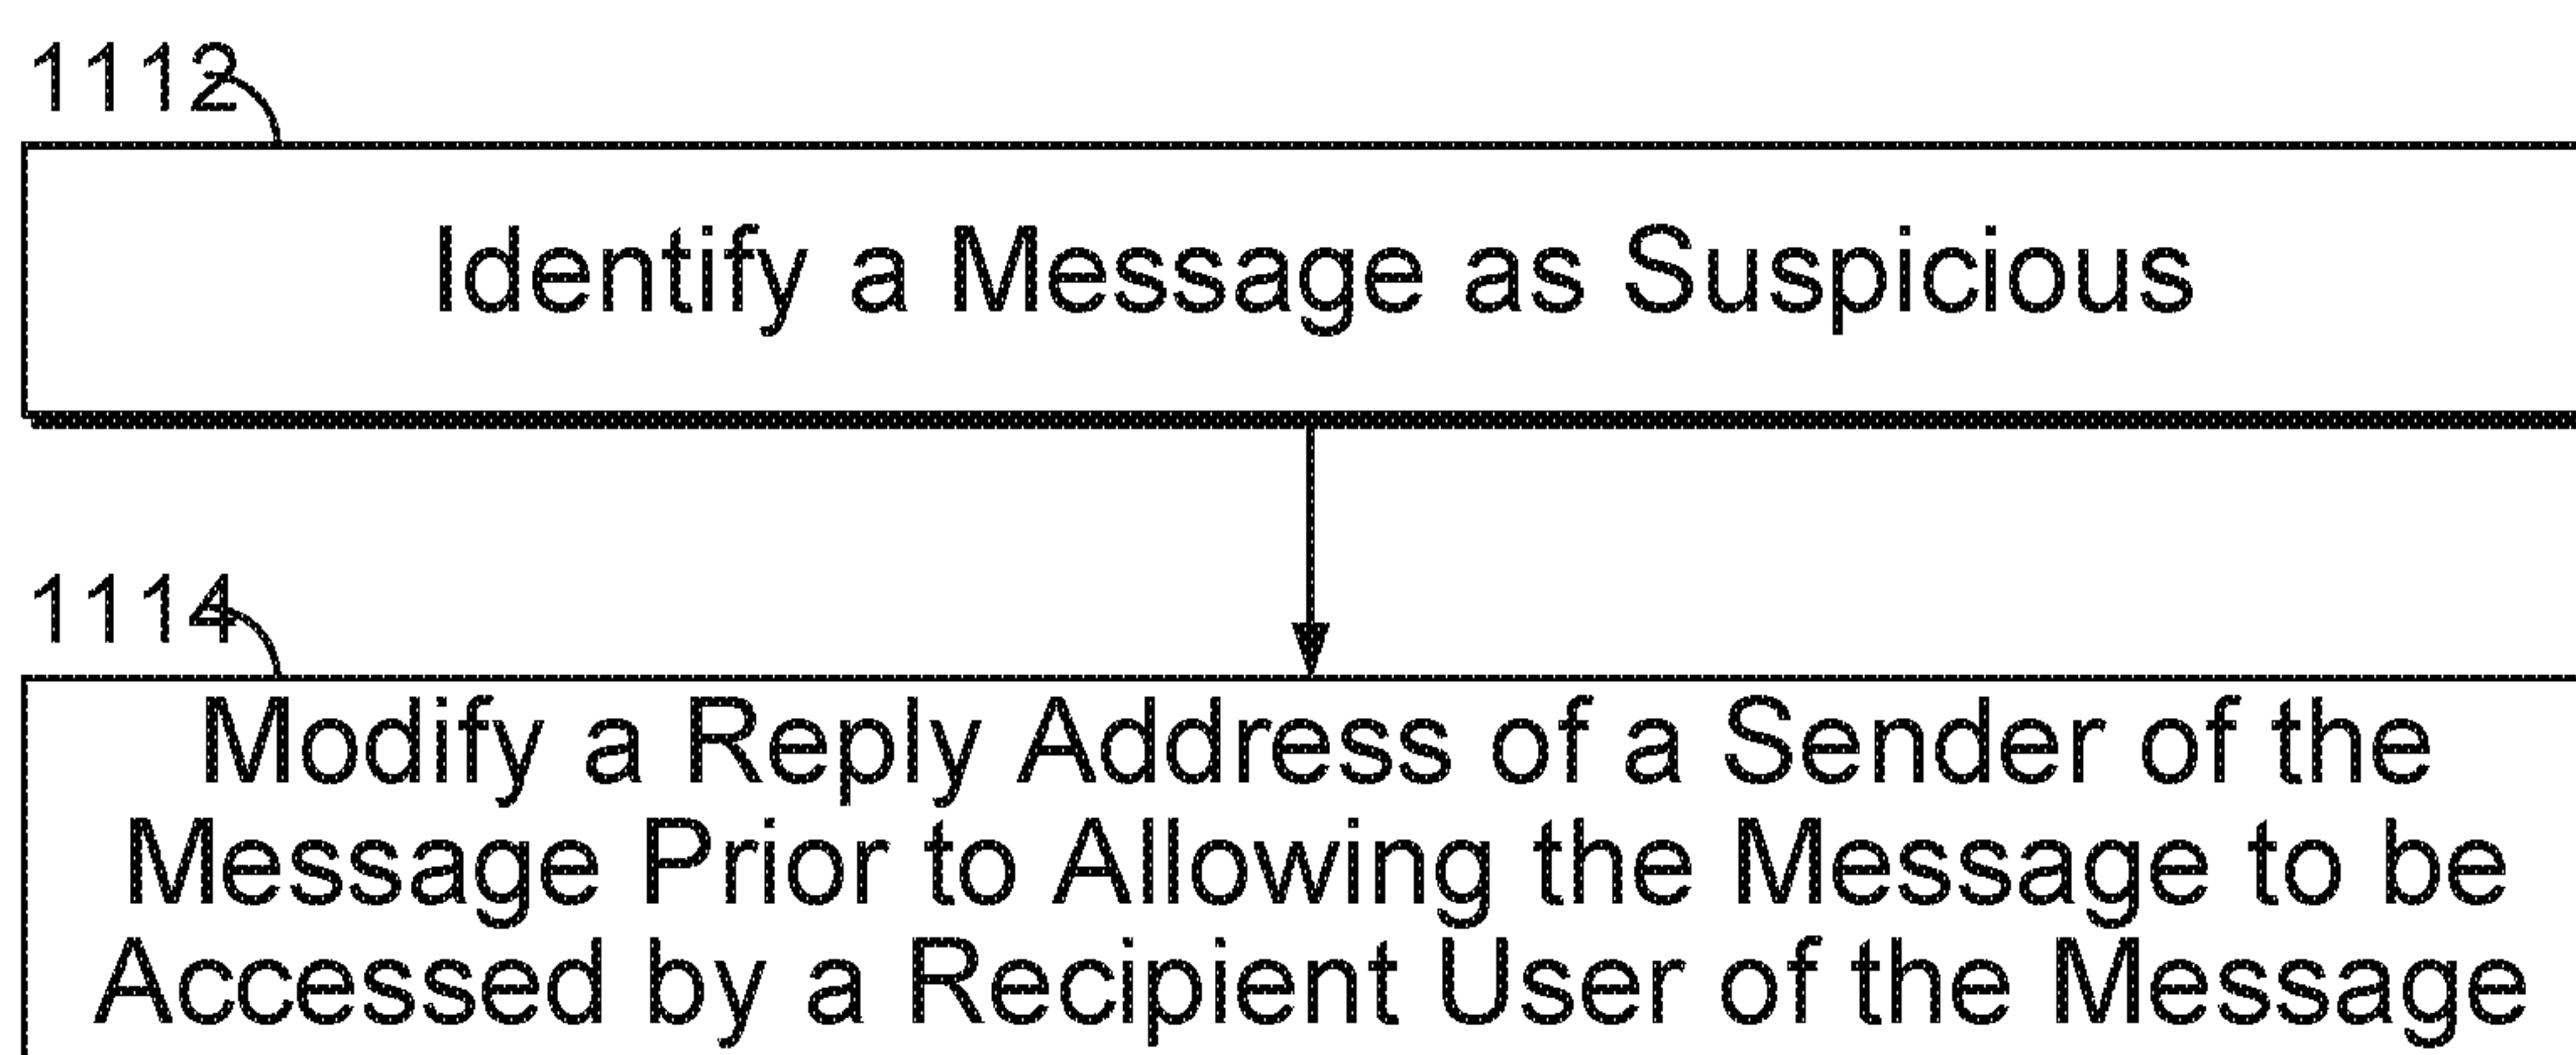 1112
Identify a Message as Suspicious
1114
Modify a Reply Address of a Sender of the
Message Prior to Allowing the Message to be
Accessed by a Recipient User of the Message